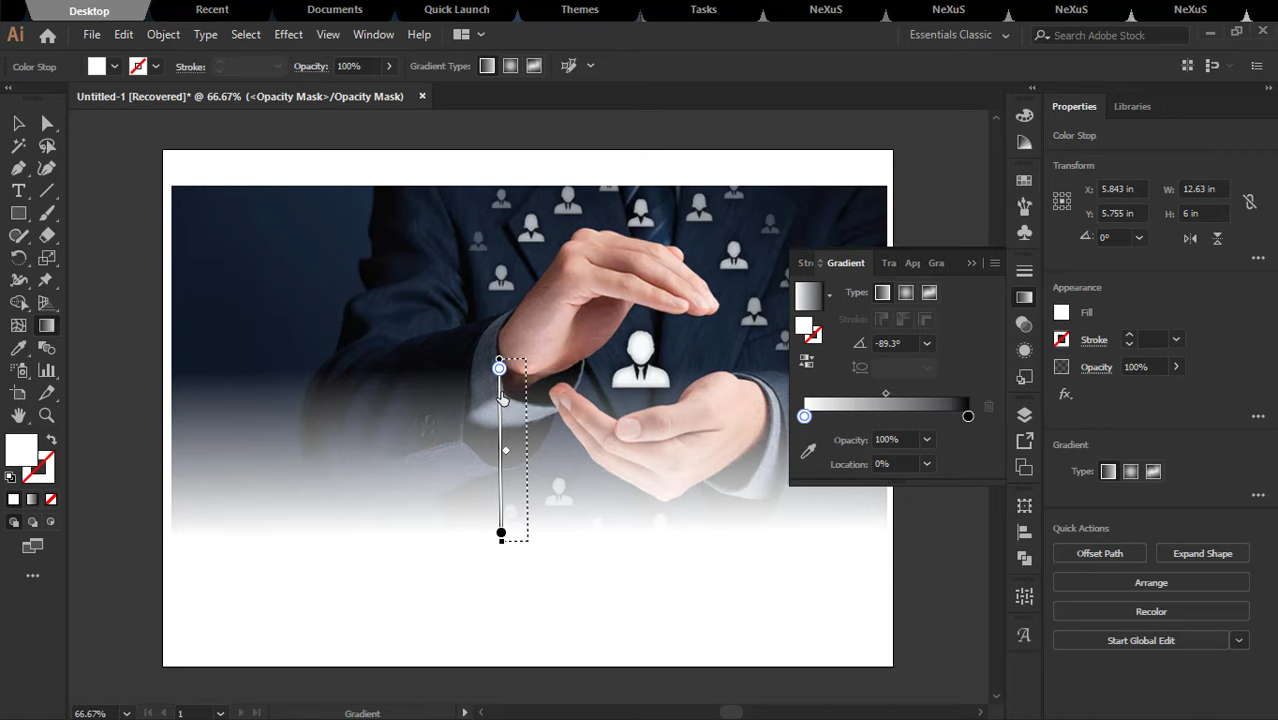 Desktop Recent Documents Quick Launch Themes Tasks NeXuS NeXuS NeXuS NeXuS
Ai File Edit Object Type Select Effect View Window Help Essentials Classic Search Adobe Stock
Color Stop Stroke: Opacity: 100% Gradient Type:
Untitled-1 [Recovered]* @ 66.67% (<Opacity Mask>/Opacity Mask) ×
Properties Libraries
Color Stop
Transform
X: 5.843 in W: 12.63 in
Y: 5.755 in H: 6 in
0°
Appearance
Fill
Stroke
Opacity 100%
fx.
Gradient
Type:
Quick Actions
Offset Path Expand Shape
Arrange
Recolor
Start Global Edit
Str Gradient Tra App Gra
Type:
Stroke:
-89.3°
Opacity: 100%
Location: 0%
66.67% 1 Gradient